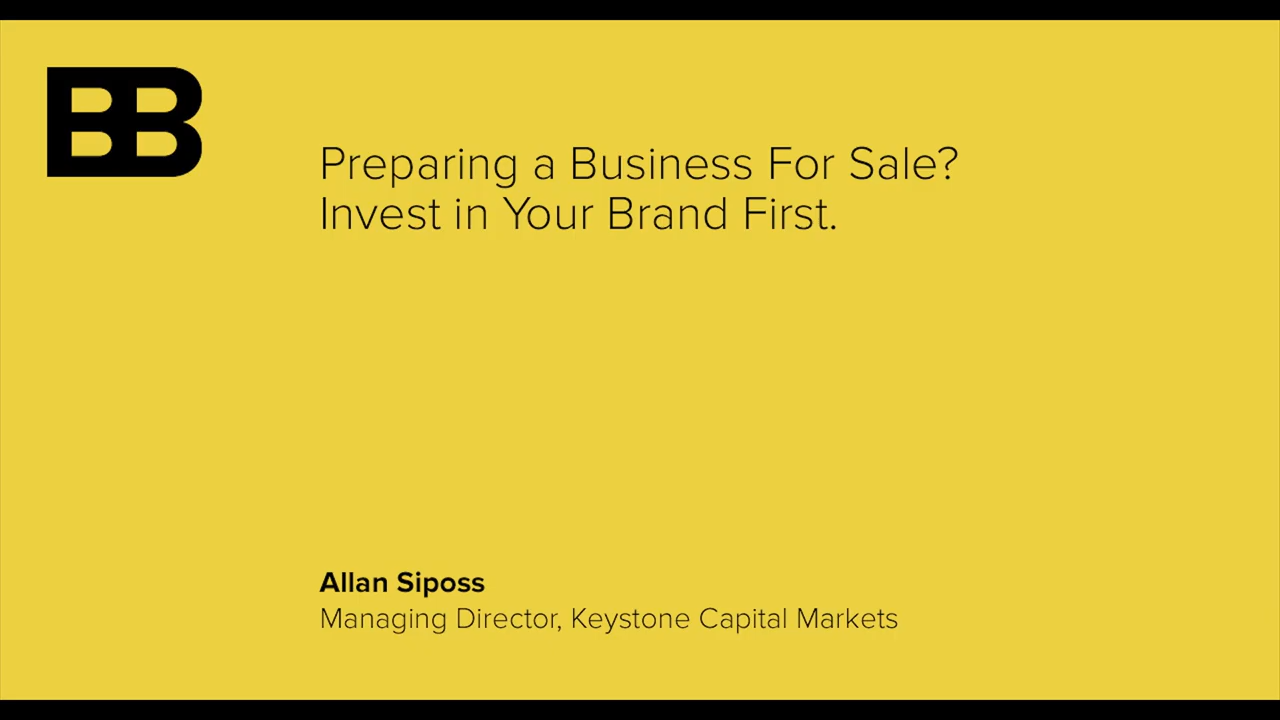 BB
Preparing a Business For Sale?
Invest in Your Brand First.
Allan Siposs
Managing Director, Keystone Capital Markets